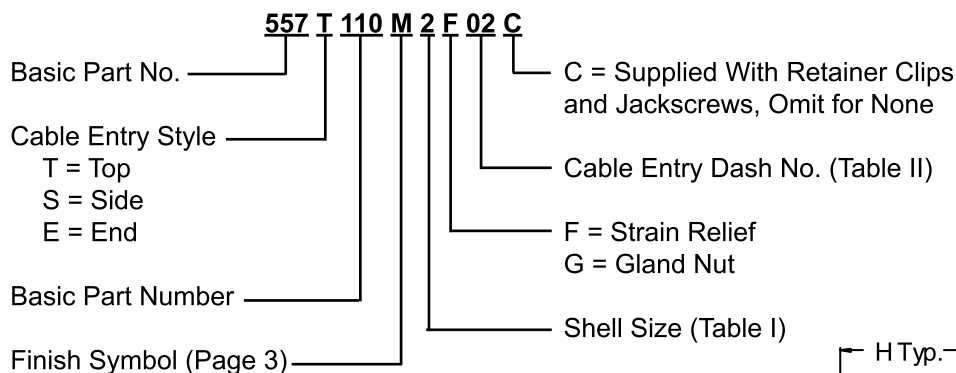 557 T 110 M 2 F 02 C
Basic Part No.
Cable Entry Style
T = Top
S = Side
E = End
Basic Part Number
Finish Symbol (Page 3)
C = Supplied With Retainer Clips
and Jackscrews, Omit for None
Cable Entry Dash No. (Table II)
F = Strain Relief
G = Gland Nut
Shell Size (Table I)
H Typ.